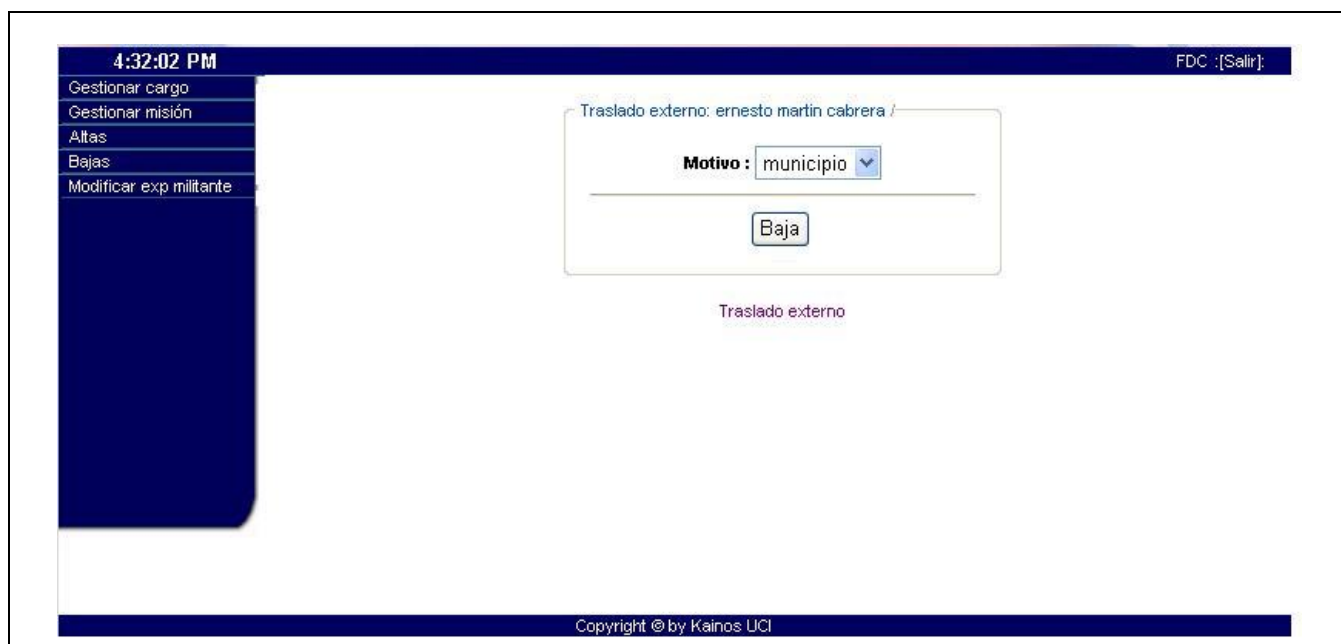 4:32:02 PM
FDC :[Salir]:
Gestionar cargo
Gestionar misión
Altas
Bajas
Modificar exp militante
Traslado externo: ernesto martin cabrera /
Motivo : municipio
Baja
Traslado externo
Copyright © by Kainos UCI